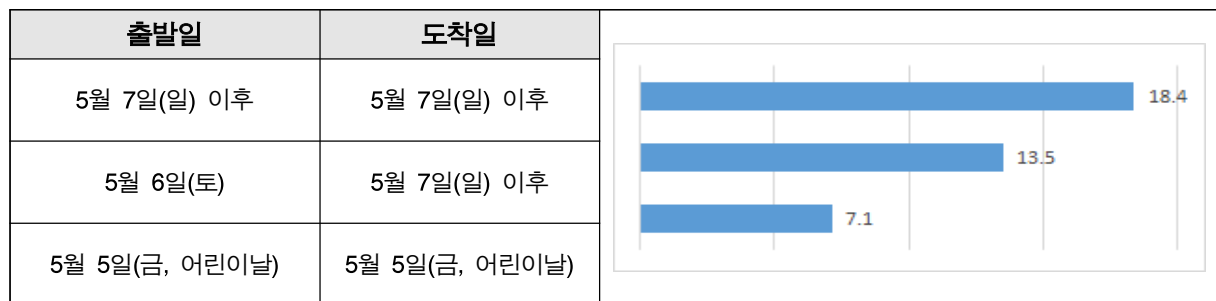 출발일 도착일
5월 7일(일) 이후 5월 7일(일) 이후 18.4
5월 6일(토) 5월 7일(일) 이후 13.5
5월 5일(금, 어린이날) 5월 5일(금, 어린이날) 7.1